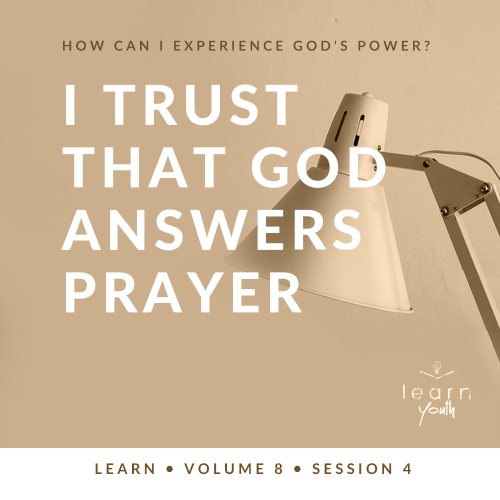 HOW CAN I EXPERIENCE GOD'S POWER?
I TRUST
THAT GOD
ANSWERS
PRAYER
learn
youth
LEARN • VOLUME 8 • SESSION 4